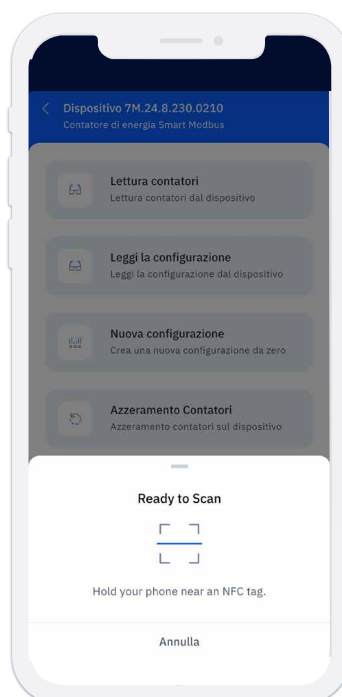 Dispositivo 7M.24.8.230.0210
Contatore di energia Smart Modbus
Lettura contatori
Lettura contatori dal dispositivo
Leggi la configurazione
Leggi la configurazione dal dispositivo
Nuova configurazione
Crea una nuova configurazione da zero
Azzeramento Contatori
Azzeramento contatori sul dispositivo
Ready to Scan
Hold your phone near an NFC tag.
Annulla